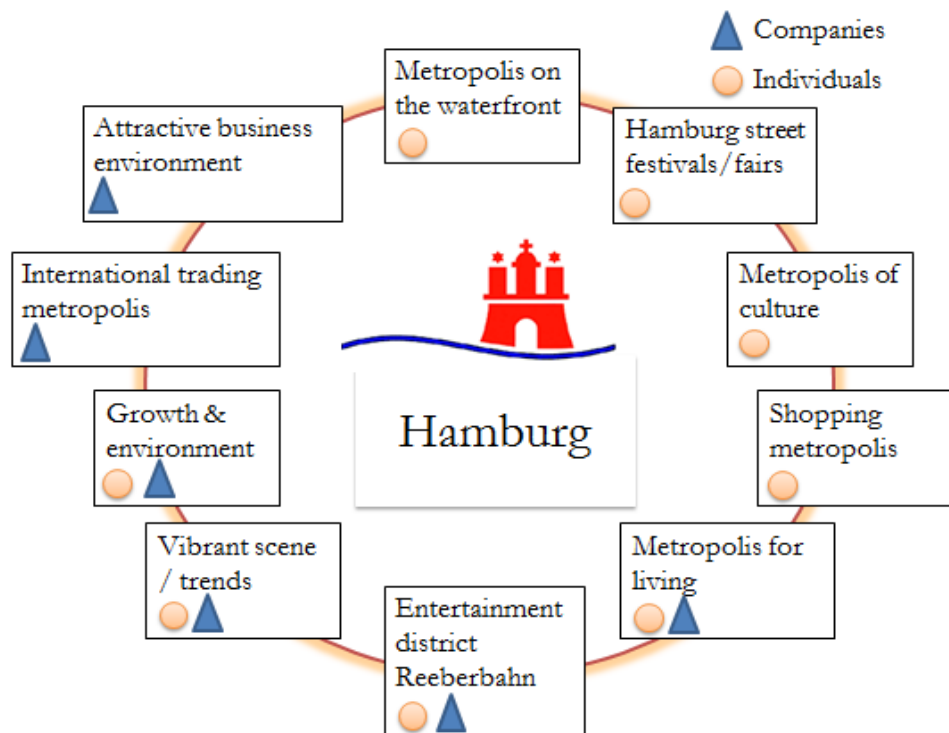 Companies
Individuals
Metropolis on
the waterfront
Hamburg street
festivals/fairs
Metropolis of
culture
Shopping
metropolis
Metropolis for
living
Entertainment
district
Reeberbahn
Vibrant scene
/ trends
Growth &
environment
International trading
metropolis
Attractive business
environment
Hamburg